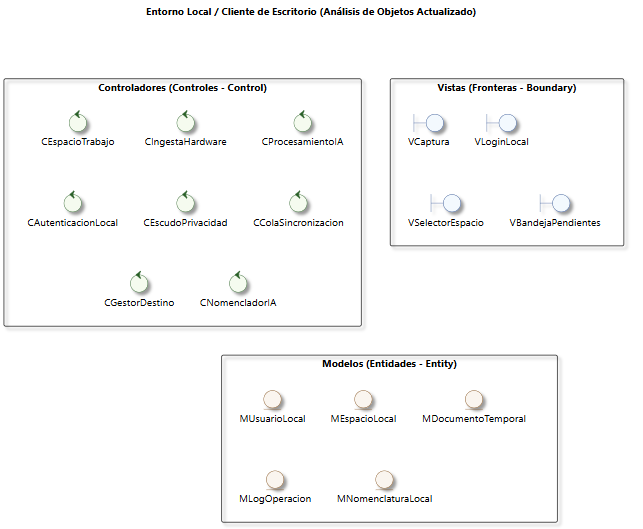 Entorno Local / Cliente de Escritorio (Análisis de Objetos Actualizado)
Controladores (Controles - Control)
CEspacioTrabajo
CIngestaHardware
CProcesamientoIA
CAutenticacionLocal
CEscudoPrivacidad
CColaSincronizacion
CGestorDestino
CNomencladorIA
Vistas (Fronteras - Boundary)
VCaptura
VLoginLocal
VSelectorEspacio
VBandejaPendientes
Modelos (Entidades - Entity)
MUsuarioLocal
MEspacioLocal
MDocumentoTemporal
MLogOperacion
MNomenclaturaLocal